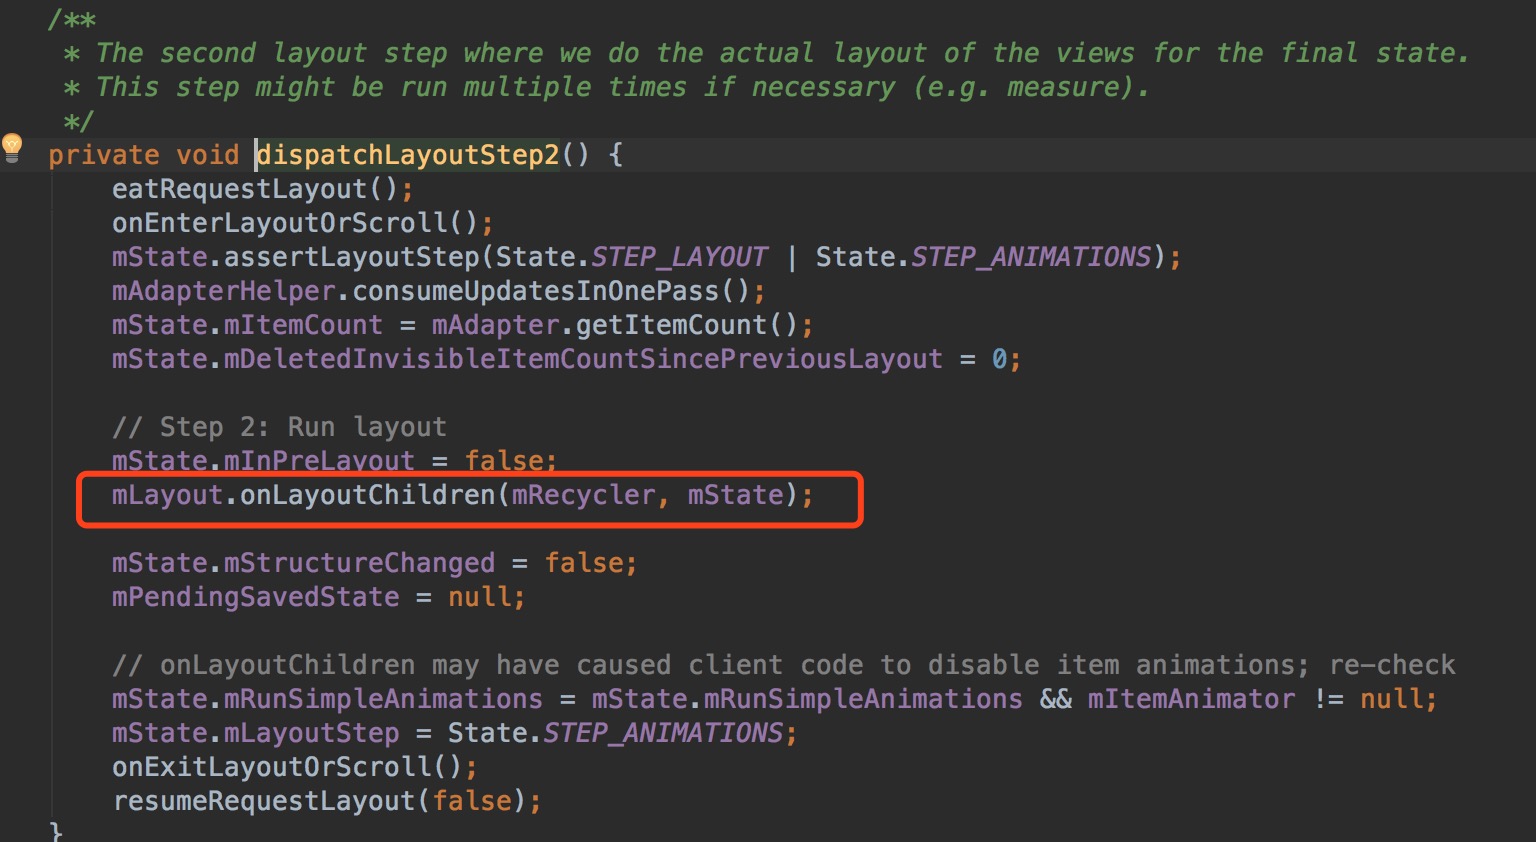 /**
 * The second layout step where we do the actual layout of the views for the final state.
 * This step might be run multiple times if necessary (e.g. measure).
 */
private void dispatchLayoutStep2() {
    eatRequestLayout();
    onEnterLayoutOrScroll();
    mState.assertLayoutStep(State.STEP_LAYOUT | State.STEP_ANIMATIONS);
    mAdapterHelper.consumeUpdatesInOnePass();
    mState.mItemCount = mAdapter.getItemCount();
    mState.mDeletedInvisibleItemCountSincePreviousLayout = 0;

    // Step 2: Run layout
    mState.mInPreLayout = false;
    mLayout.onLayoutChildren(mRecycler, mState);

    mState.mStructureChanged = false;
    mPendingSavedState = null;

    // onLayoutChildren may have caused client code to disable item animations; re-check
    mState.mRunSimpleAnimations = mState.mRunSimpleAnimations && mItemAnimator != null;
    mState.mLayoutStep = State.STEP_ANIMATIONS;
    onExitLayoutOrScroll();
    resumeRequestLayout(false);
}